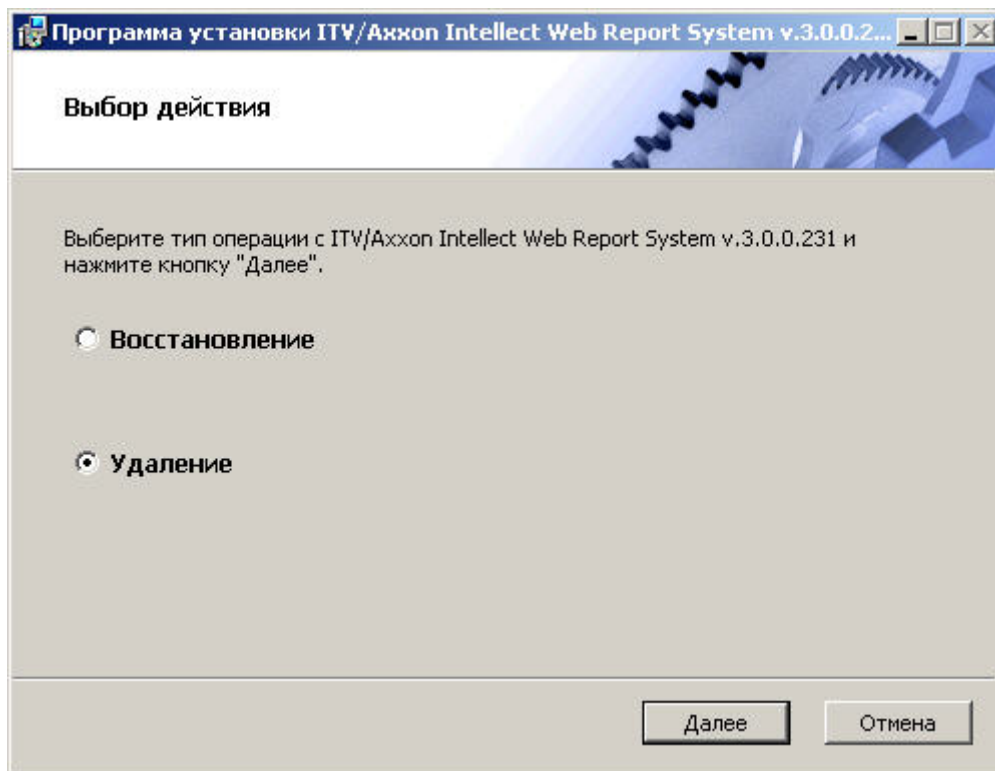 Программа установки ITV/Axxon Intellect Web Report System v.3.0.0.2...
Выбор действия
Выберите тип операции с ITV/Axxon Intellect Web Report System v.3.0.0.231 и
нажмите кнопку "Далее".
Восстановление
Удаление
Далее
Отмена